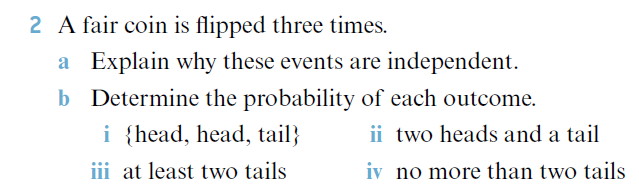 2 A fair coin is flipped three times.
a Explain why these events are independent.
b Determine the probability of each outcome.
i {head, head, tail} ii two heads and a tail
iii at least two tails iv no more than two tails